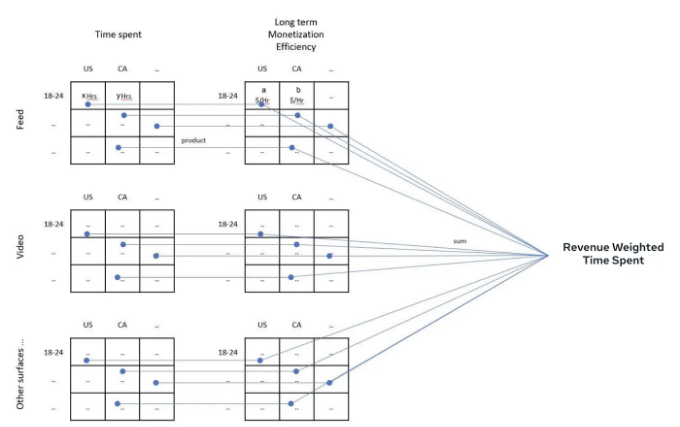 Long term
Time spent Monetization
Efficiency
US CA .. US CA ..
18-24 xHrs yHrs 18-24 a b ..
$/Hr $/Hr
Feed
.. .. .. .. .. .. .. ..
product
.. .. .. .. .. .. .. ..
US CA .. US CA ..
18-24 .. .. .. 18-24 .. .. ..
Video
sum
.. .. .. .. .. .. .. ..
.. .. .. .. .. .. .. ..
Revenue Weighted
Time Spent
US CA .. US CA ..
18-24 .. .. .. 18-24 .. .. ..
Other surfaces ...
.. .. .. .. .. .. .. ..
.. .. .. .. .. .. .. ..